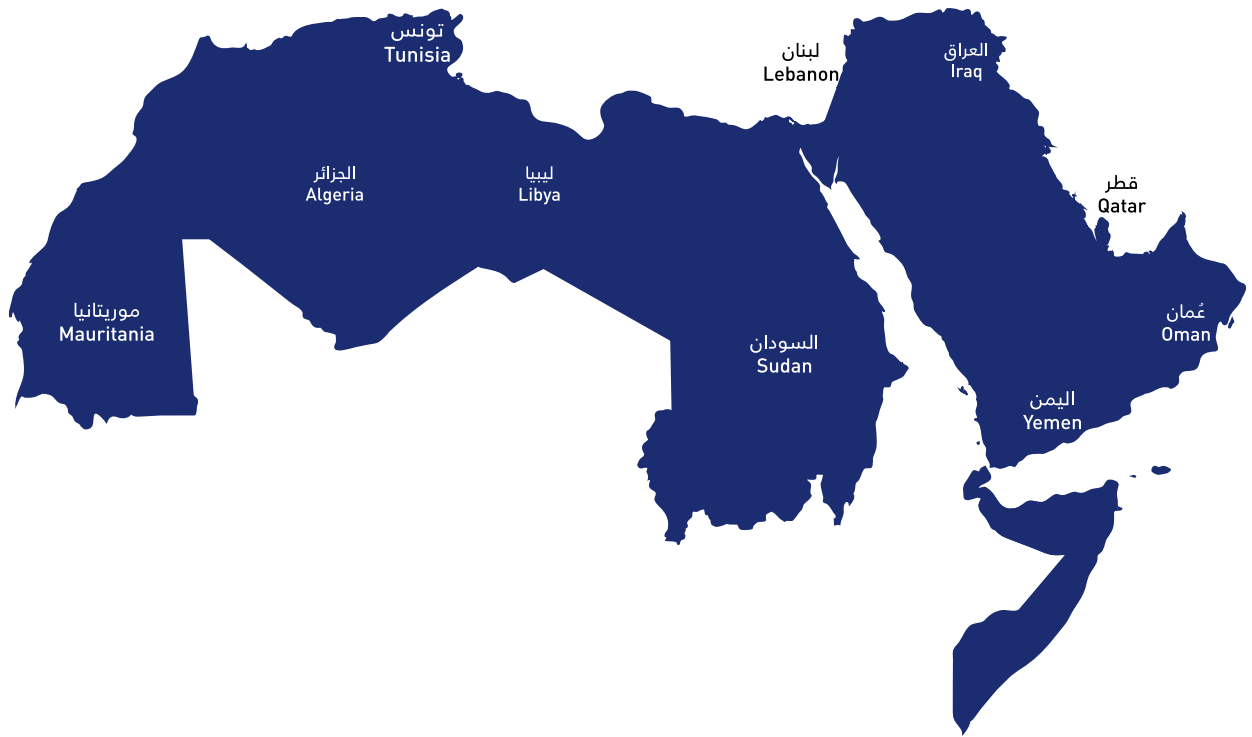 تونس
Tunisia
لبنان
Lebanon
العراق
Iraq
الجزائر
Algeria
ليبيا
Libya
قطر
Qatar
موريتانيا
Mauritania
السودان
Sudan
عُمان
Oman
اليمن
Yemen